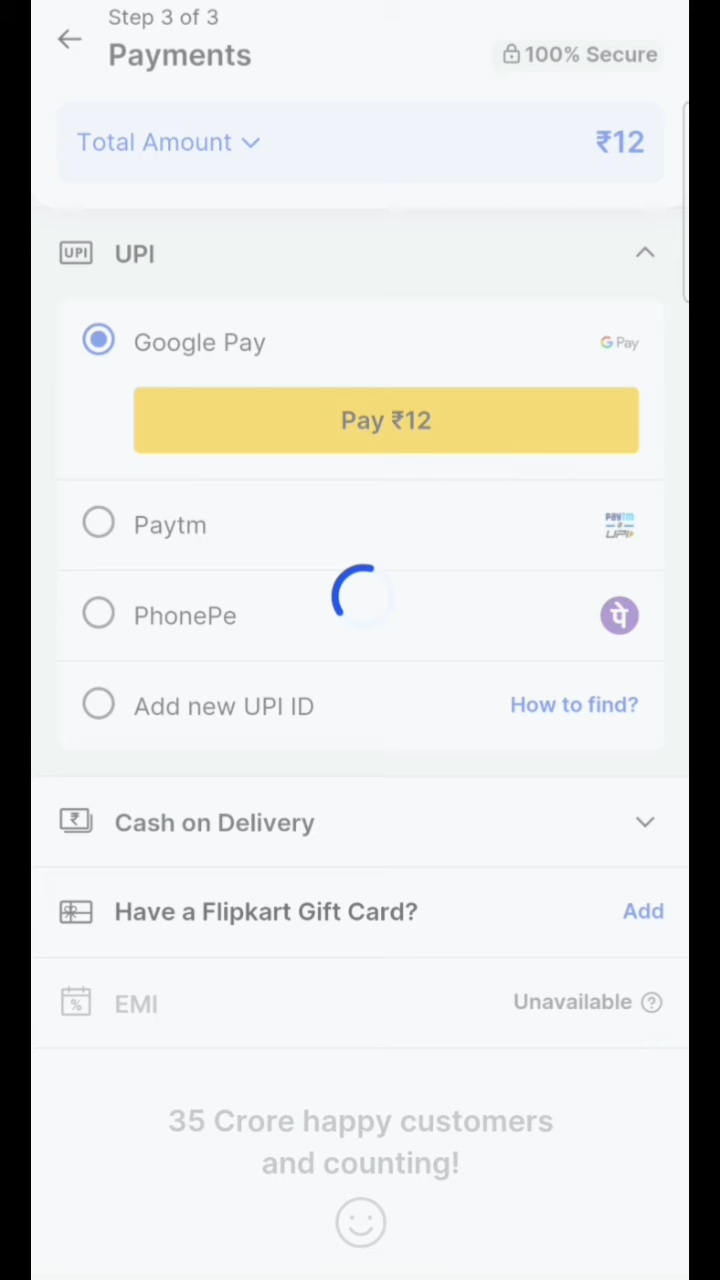 Step 3 of 3
Payments
100% Secure
Total Amount
₹12
UPI
UPI
Google Pay
G Pay
Pay ₹12
Paytm
paytm
UPI
PhonePe
पे
Add new UPI ID
How to find?
Cash on Delivery
Have a Flipkart Gift Card?
Add
EMI
Unavailable
35 Crore happy customers
and counting!